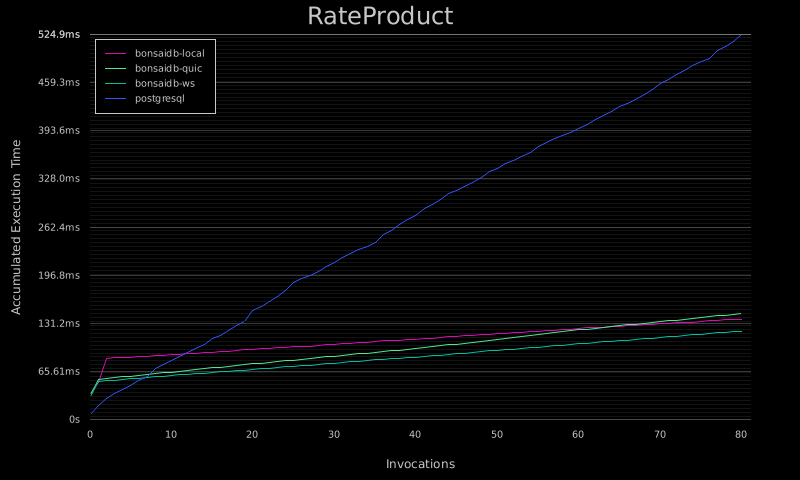 RateProduct
524.9ms
bonsaidb-local
bonsaidb-quic
bonsaidb-ws
postgresql
459.3ms
393.6ms
328.0ms
262.4ms
196.8ms
131.2ms
65.61ms
0s
Accumulated Execution Time
0 10 20 30 40 50 60 70 80
Invocations